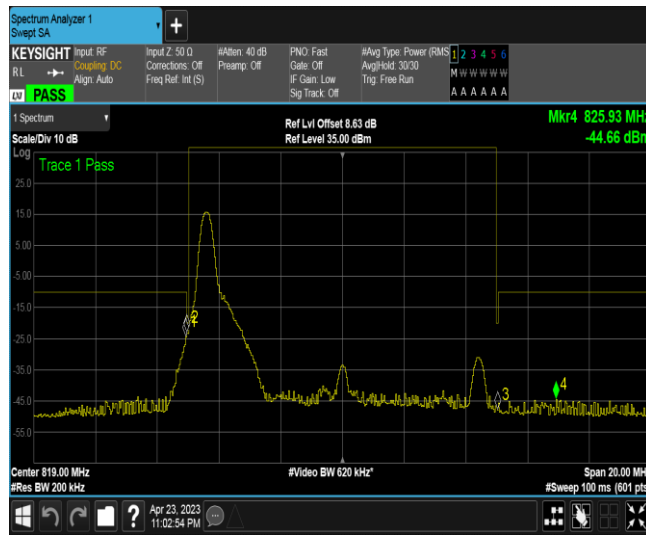 Spectrum Analyzer 1
Swept SA
+
KEYSIGHT
RL
LXI
PASS
Input: RF
Coupling: DC
Align: Auto
Input Z: 50 Ω
Corrections: Off
Freq Ref: Int (S)
#Atten: 40 dB
Preamp: Off
PNO: Fast
Gate: Off
IF Gain: Low
Sig Track: Off
#Avg Type: Power (RMS
Avg|Hold: 30/30
Trig: Free Run
1 2 3 4 5 6
M W W W W W
A A A A A A
1 Spectrum
Scale/Div 10 dB
Ref Lvl Offset 8.63 dB
Ref Level 35.00 dBm
Mkr4 825.93 MHz
-44.66 dBm
Log
Trace 1 Pass
25.0
15.0
5.00
-5.00
-15.0
-25.0
-35.0
-45.0
-55.0
2
3
4
Center 819.00 MHz
#Res BW 200 kHz
#Video BW 620 kHz*
Span 20.00 MH
#Sweep 100 ms (601 pts
?
Apr 23, 2023
11:02:54 PM